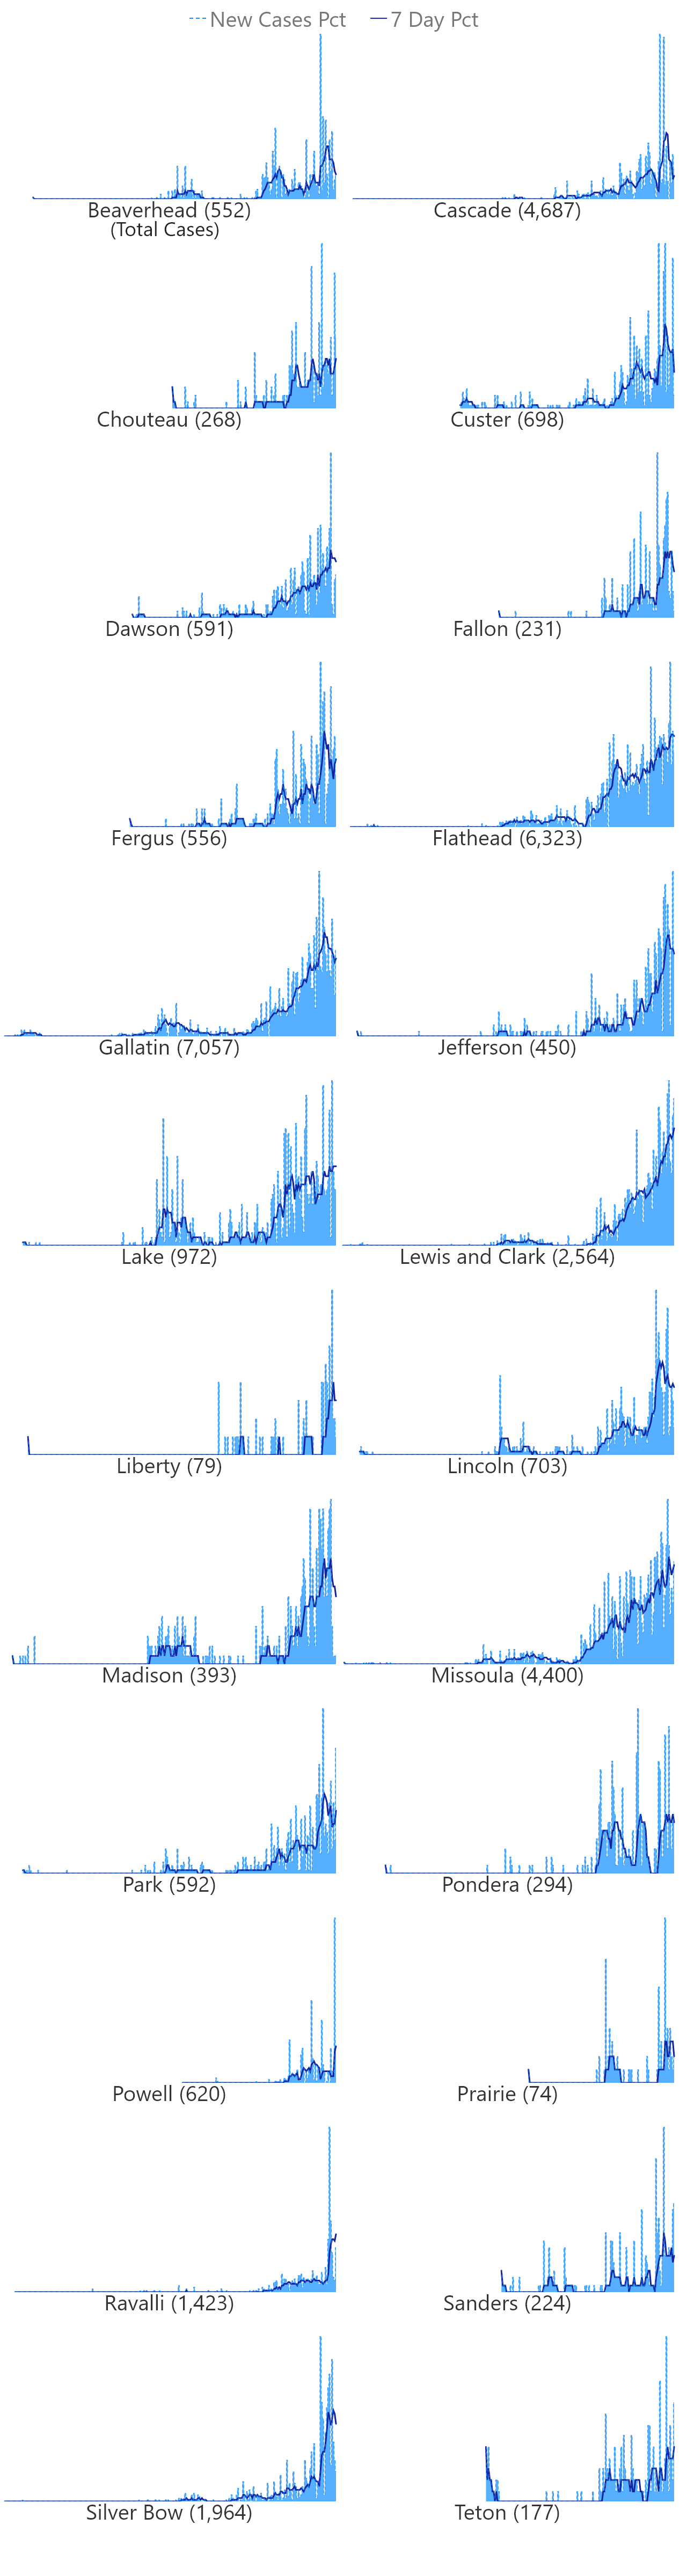 New Cases Pct 7 Day Pct
Beaverhead (552) Cascade (4,687)
(Total Cases)
Chouteau (268) Custer (698)
Dawson (591) Fallon (231)
Fergus (556) Flathead (6,323)
Gallatin (7,057) Jefferson (450)
Lake (972) Lewis and Clark (2,564)
Liberty (79) Lincoln (703)
Madison (393) Missoula (4,400)
Park (592) Pondera (294)
Powell (620) Prairie (74)
Ravalli (1,423) Sanders (224)
Silver Bow (1,964) Teton (177)